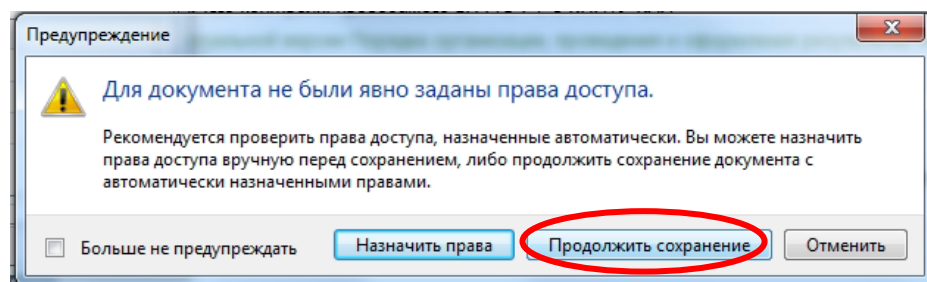 Предупреждение
Для документа не были явно заданы права доступа.
Рекомендуется проверить права доступа, назначенные автоматически. Вы можете назначить
права доступа вручную перед сохранением, либо продолжить сохранение документа с
автоматически назначенными правами.
Больше не предупреждать
Назначить права
Продолжить сохранение
Отменить